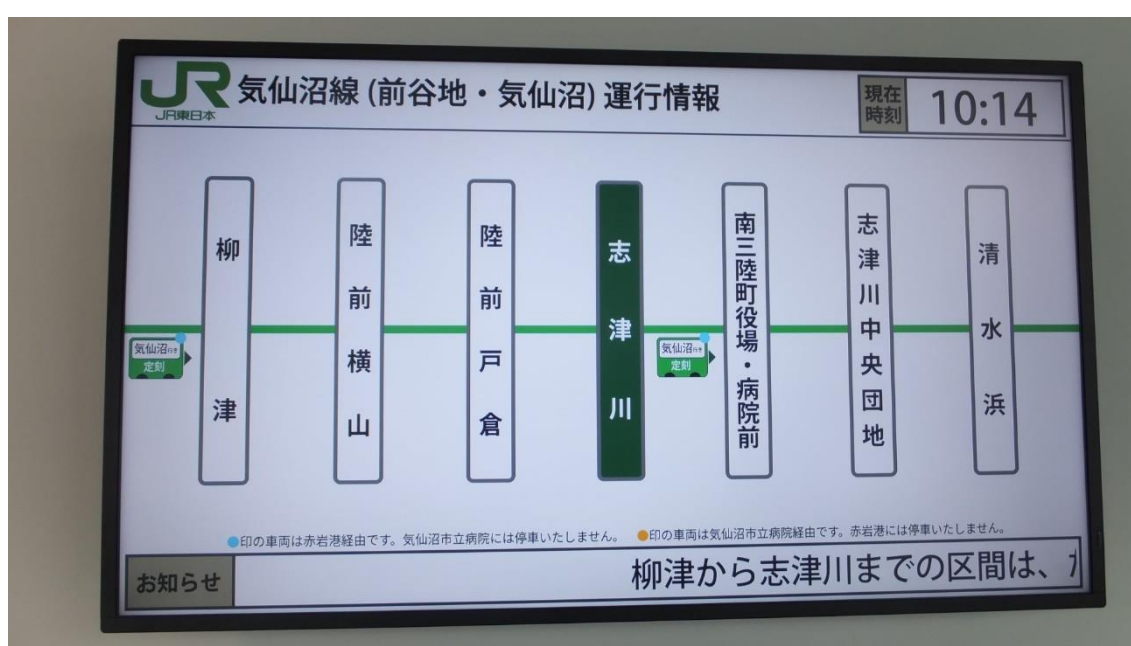 JR
JR東日本
気仙沼線 (前谷地・気仙沼) 運行情報
現在
時刻
10:14
柳津
陸前横山
陸前戸倉
志津川
南三陸町役場・病院前
志津川中央団地
清水浜
気仙沼行き
定刻
気仙沼行き
定刻
●印の車両は赤岩港経由です。気仙沼市立病院には停車いたしません。
●印の車両は気仙沼市立病院経由です。赤岩港には停車いたしません。
お知らせ
柳津から志津川までの区間は、